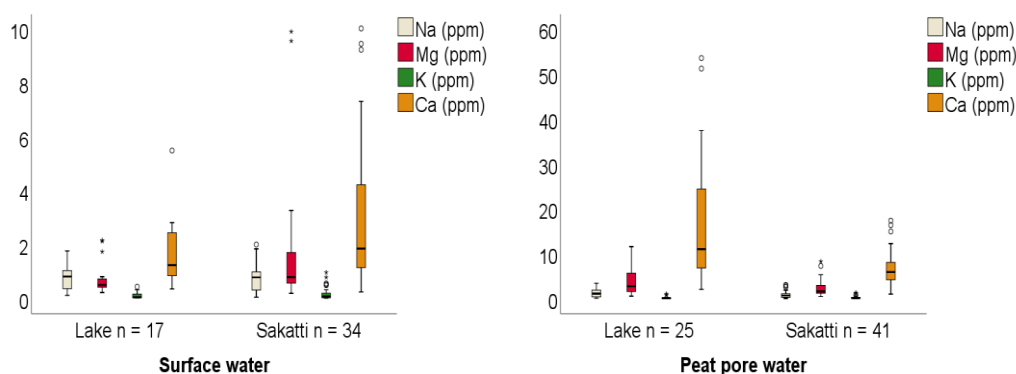 10
8
6
4
2
0
Na (ppm)
Mg (ppm)
K (ppm)
Ca (ppm)
Lake n = 17
Sakatti n = 34
Surface water
60
50
40
30
20
10
0
Na (ppm)
Mg (ppm)
K (ppm)
Ca (ppm)
Lake n = 25
Sakatti n = 41
Peat pore water